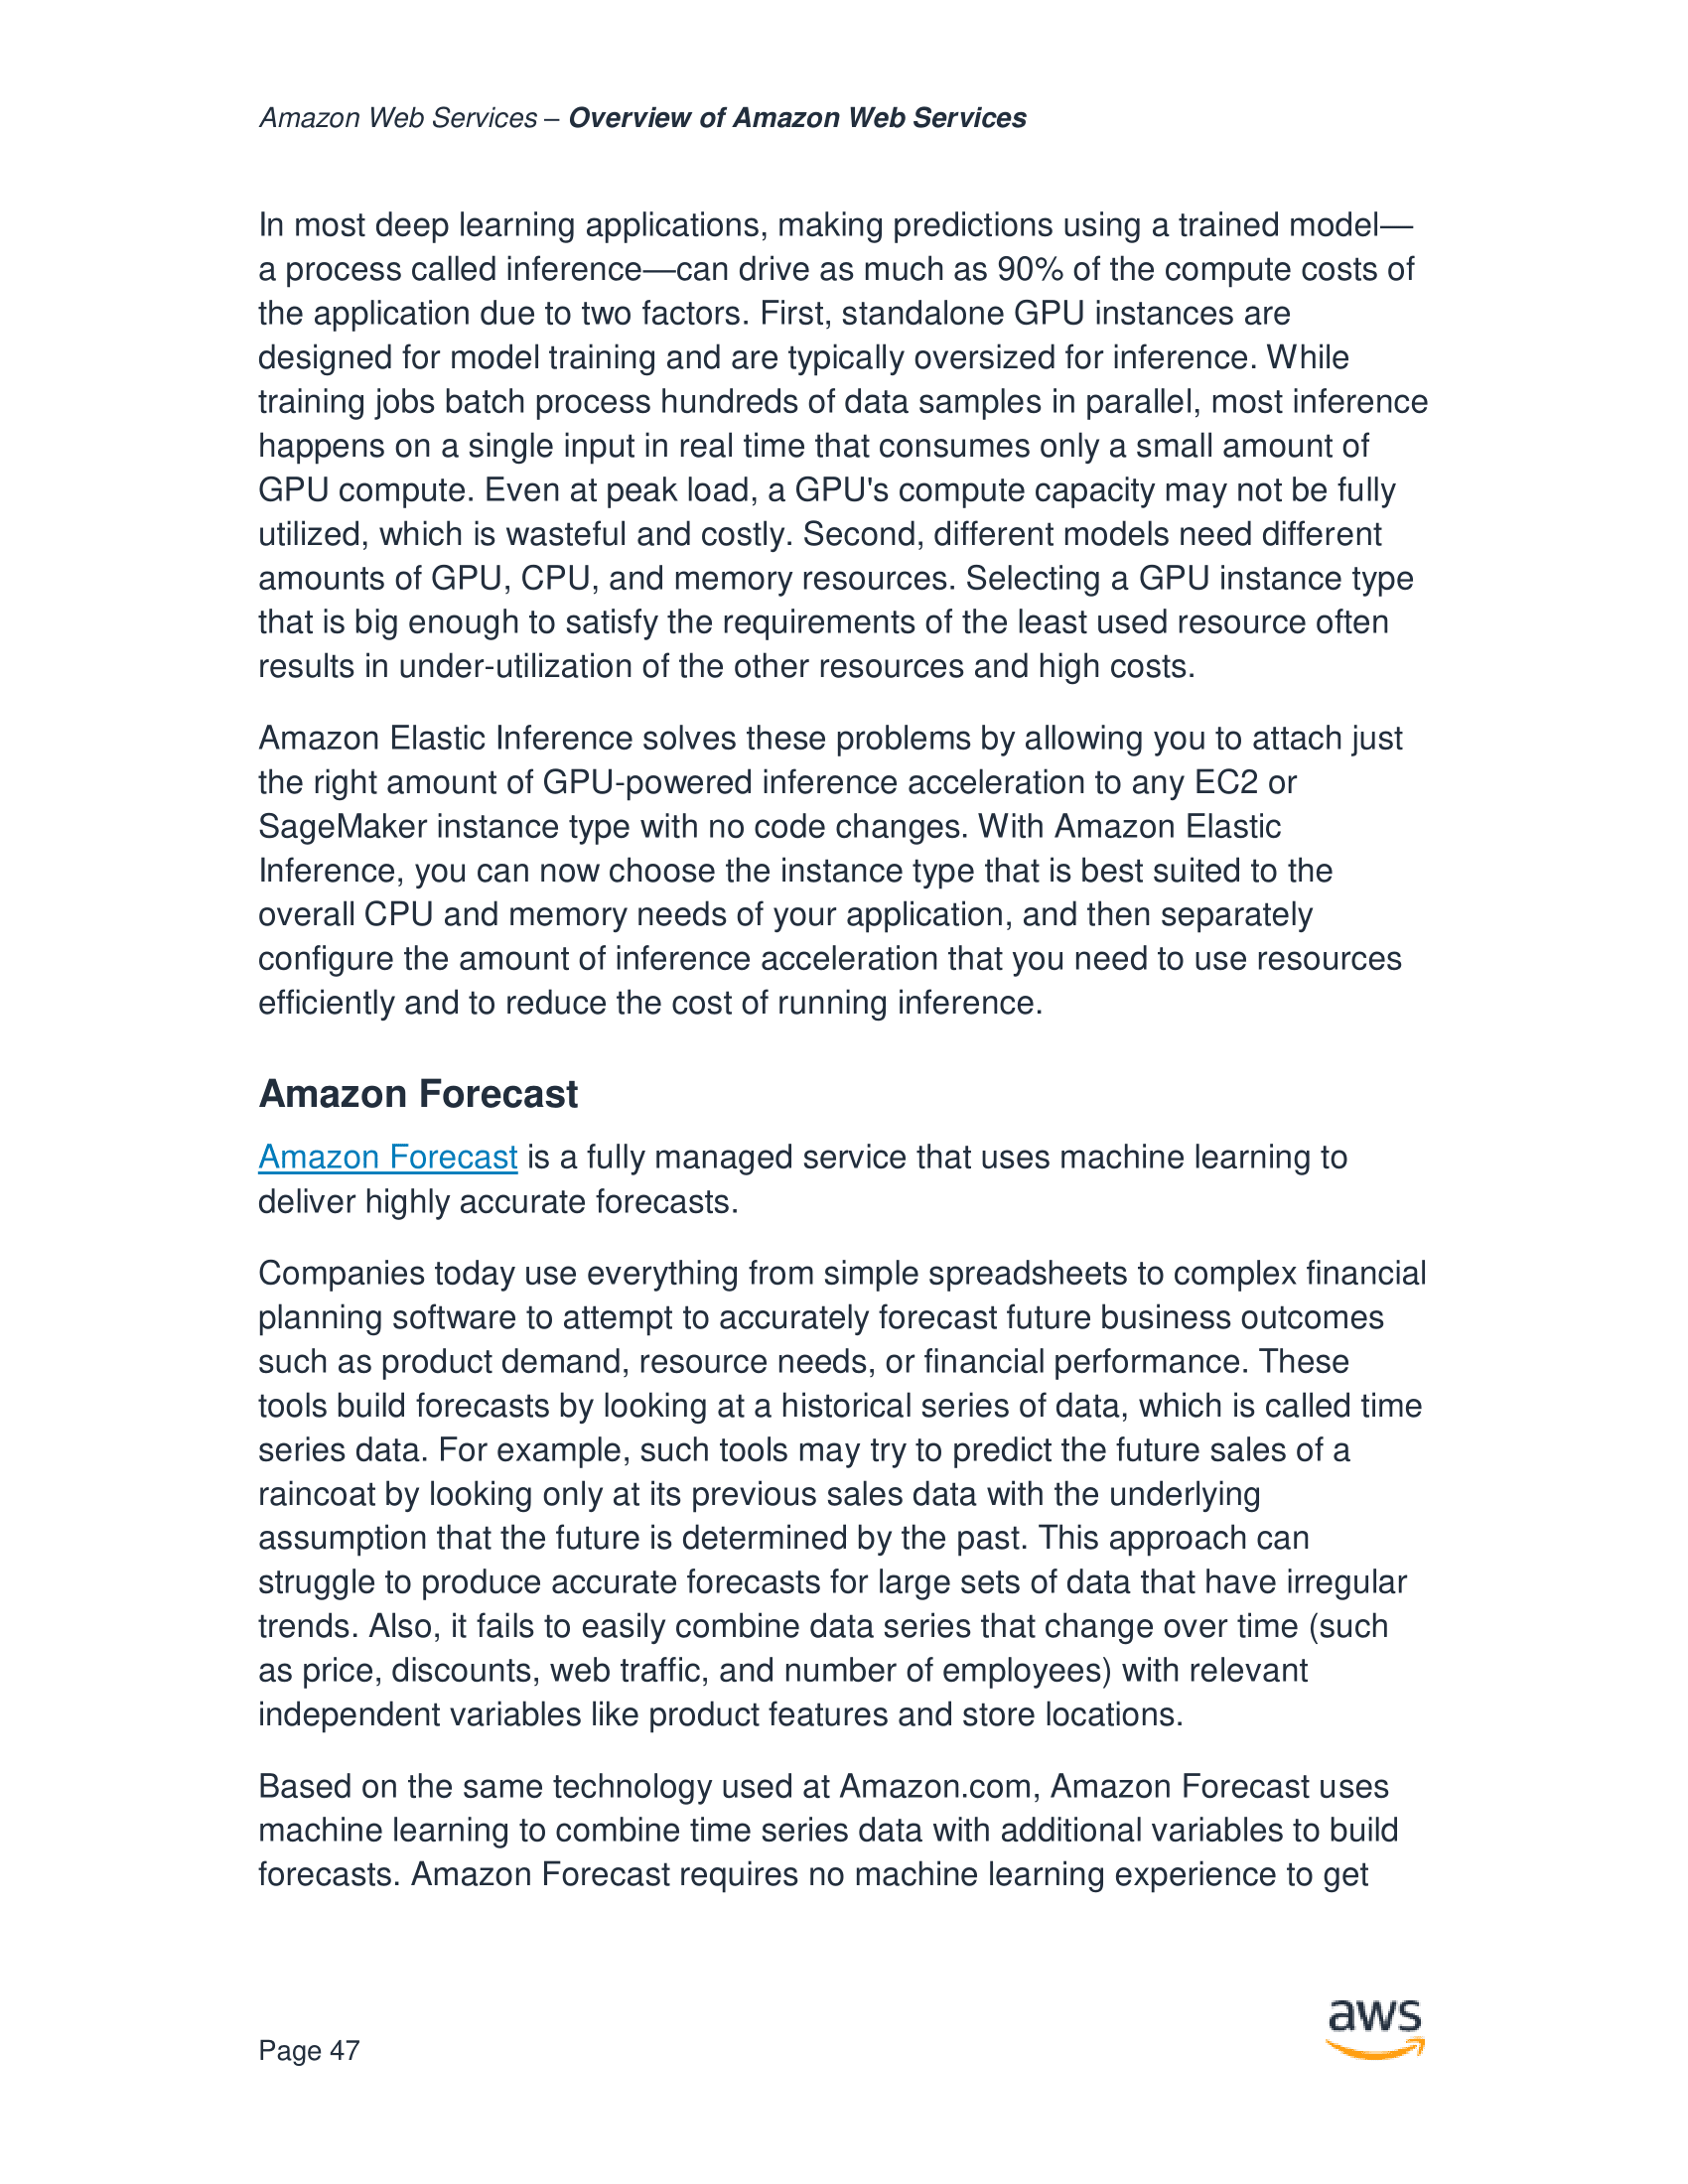 Amazon Web Services – Overview of Amazon Web Services
In most deep learning applications, making predictions using a trained model—
a process called inference—can drive as much as 90% of the compute costs of
the application due to two factors. First, standalone GPU instances are
designed for model training and are typically oversized for inference. While
training jobs batch process hundreds of data samples in parallel, most inference
happens on a single input in real time that consumes only a small amount of
GPU compute. Even at peak load, a GPU's compute capacity may not be fully
utilized, which is wasteful and costly. Second, different models need different
amounts of GPU, CPU, and memory resources. Selecting a GPU instance type
that is big enough to satisfy the requirements of the least used resource often
results in under-utilization of the other resources and high costs.
Amazon Elastic Inference solves these problems by allowing you to attach just
the right amount of GPU-powered inference acceleration to any EC2 or
SageMaker instance type with no code changes. With Amazon Elastic
Inference, you can now choose the instance type that is best suited to the
overall CPU and memory needs of your application, and then separately
configure the amount of inference acceleration that you need to use resources
efficiently and to reduce the cost of running inference.
Amazon Forecast
Amazon Forecast is a fully managed service that uses machine learning to
deliver highly accurate forecasts.
Companies today use everything from simple spreadsheets to complex financial
planning software to attempt to accurately forecast future business outcomes
such as product demand, resource needs, or financial performance. These
tools build forecasts by looking at a historical series of data, which is called time
series data. For example, such tools may try to predict the future sales of a
raincoat by looking only at its previous sales data with the underlying
assumption that the future is determined by the past. This approach can
struggle to produce accurate forecasts for large sets of data that have irregular
trends. Also, it fails to easily combine data series that change over time (such
as price, discounts, web traffic, and number of employees) with relevant
independent variables like product features and store locations.
Based on the same technology used at Amazon.com, Amazon Forecast uses
machine learning to combine time series data with additional variables to build
forecasts. Amazon Forecast requires no machine learning experience to get
aws
Page 47